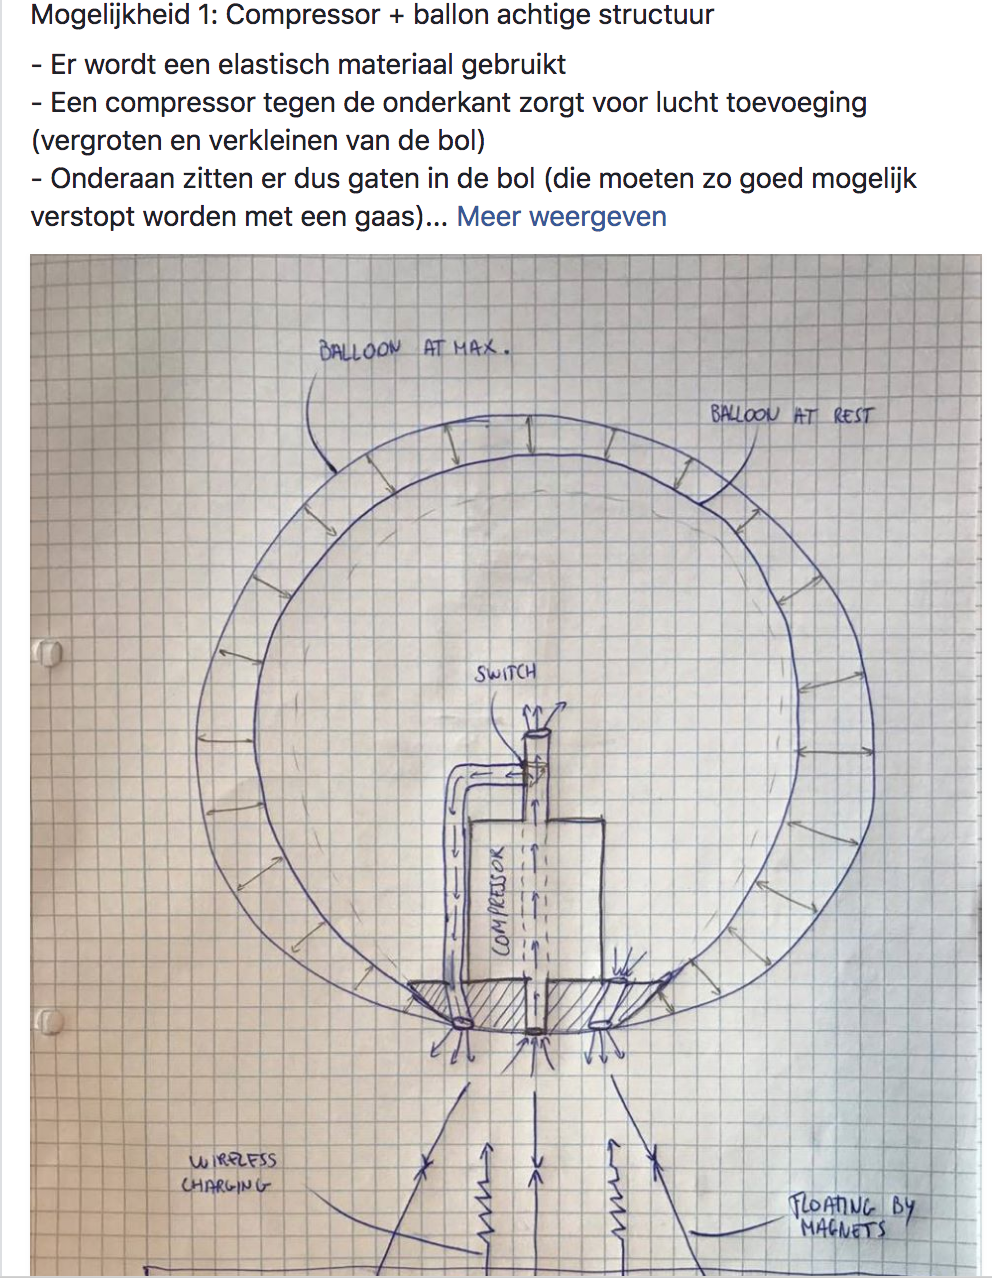 Mogelijkheid 1: Compressor + ballon achtige structuur
- Er wordt een elastisch materiaal gebruikt
- Een compressor tegen de onderkant zorgt voor lucht toevoeging
(vergroten en verkleinen van de bol)
- Onderaan zitten er dus gaten in de bol (die moeten zo goed mogelijk
verstopt worden met een gaas)... Meer weergeven
BALLOON AT MAX.
BALLOON AT REST
SWITCH
COMPRESSOR
WIRELESS
CHARGING
FLOATING BY
MAGNETS